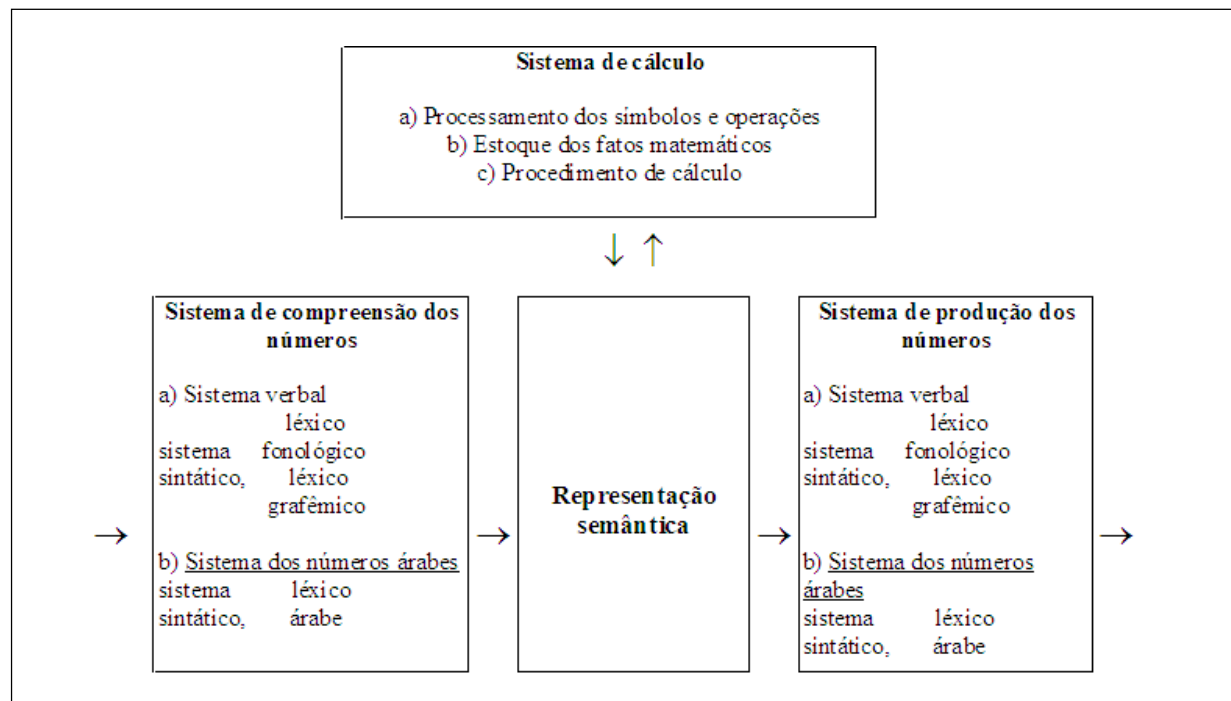 Sistema de cálculo
a) Processamento dos símbolos e operações
b) Estoque dos fatos matemáticos
c) Procedimento de cálculo
↓ ↑
Sistema de compreensão dos
números
a) Sistema verbal
léxico
sistema fonológico
sintático, léxico
grafêmico
b) Sistema dos números árabes
sistema léxico
sintático, árabe
Representação
semântica
Sistema de produção dos
números
a) Sistema verbal
léxico
sistema fonológico
sintático, léxico
grafêmico
b) Sistema dos números
árabes
sistema léxico
sintático, árabe